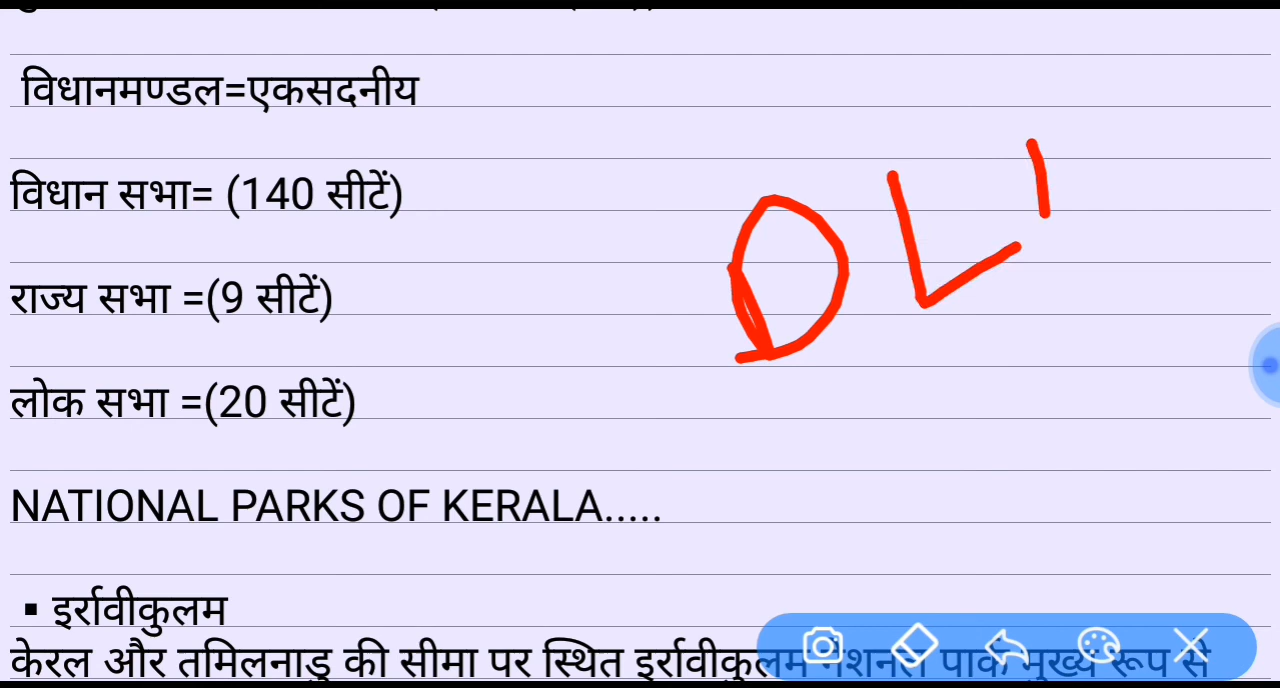 विधानमण्डल=एकसदनीय
विधान सभा= (140 सीटें)
राज्य सभा =(9 सीटें)
लोक सभा =(20 सीटें)
DL'
NATIONAL PARKS OF KERALA.....
▪ इर्रावीकुलम
केरल और तमिलनाडु की सीमा पर स्थित इर्रावीकुलम नेशनल पार्क मुख्य रूप से